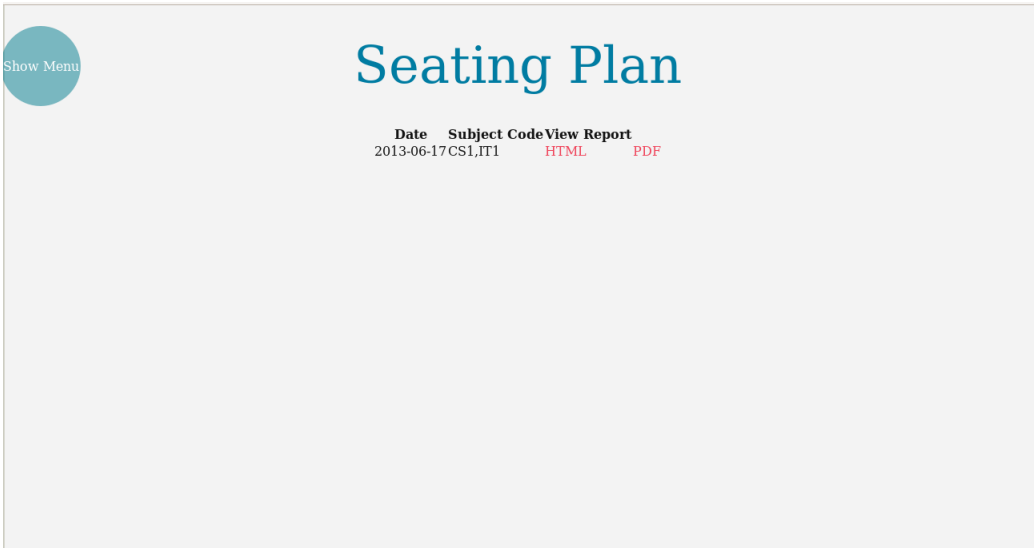 Show Menu
Seating Plan
Date Subject Code View Report
2013-06-17 CS1,IT1 HTML PDF